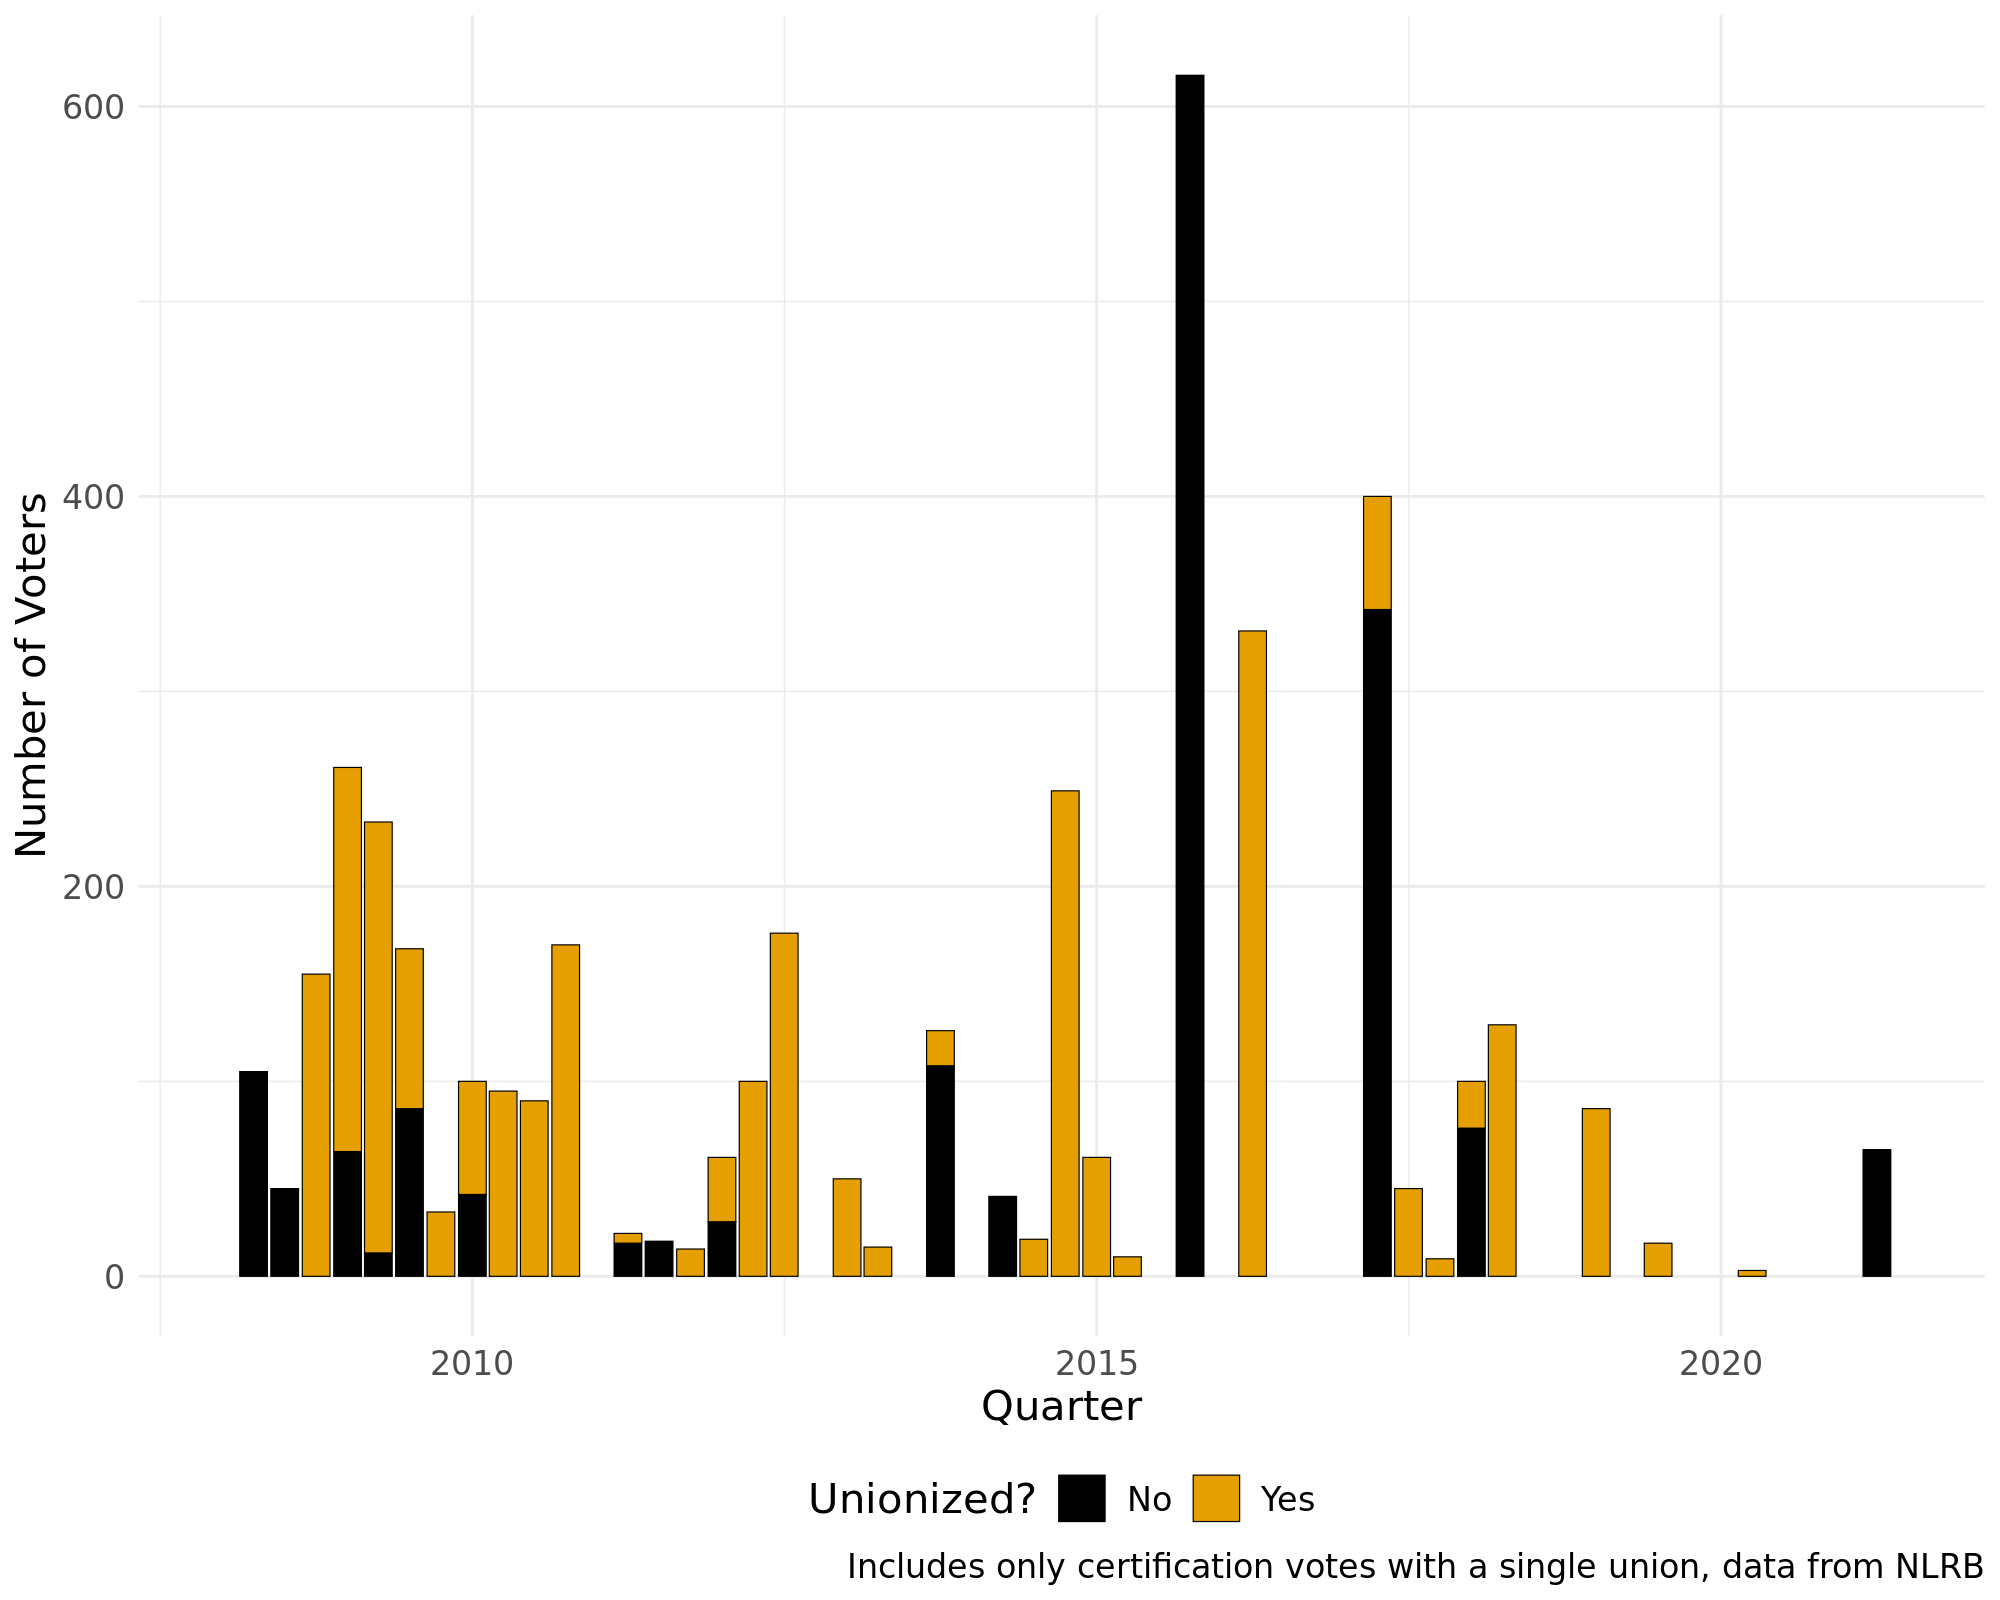 600
400
200
0
Number of Voters
2010 2015 2020
Quarter
Unionized? No Yes
Includes only certification votes with a single union, data from NLRB